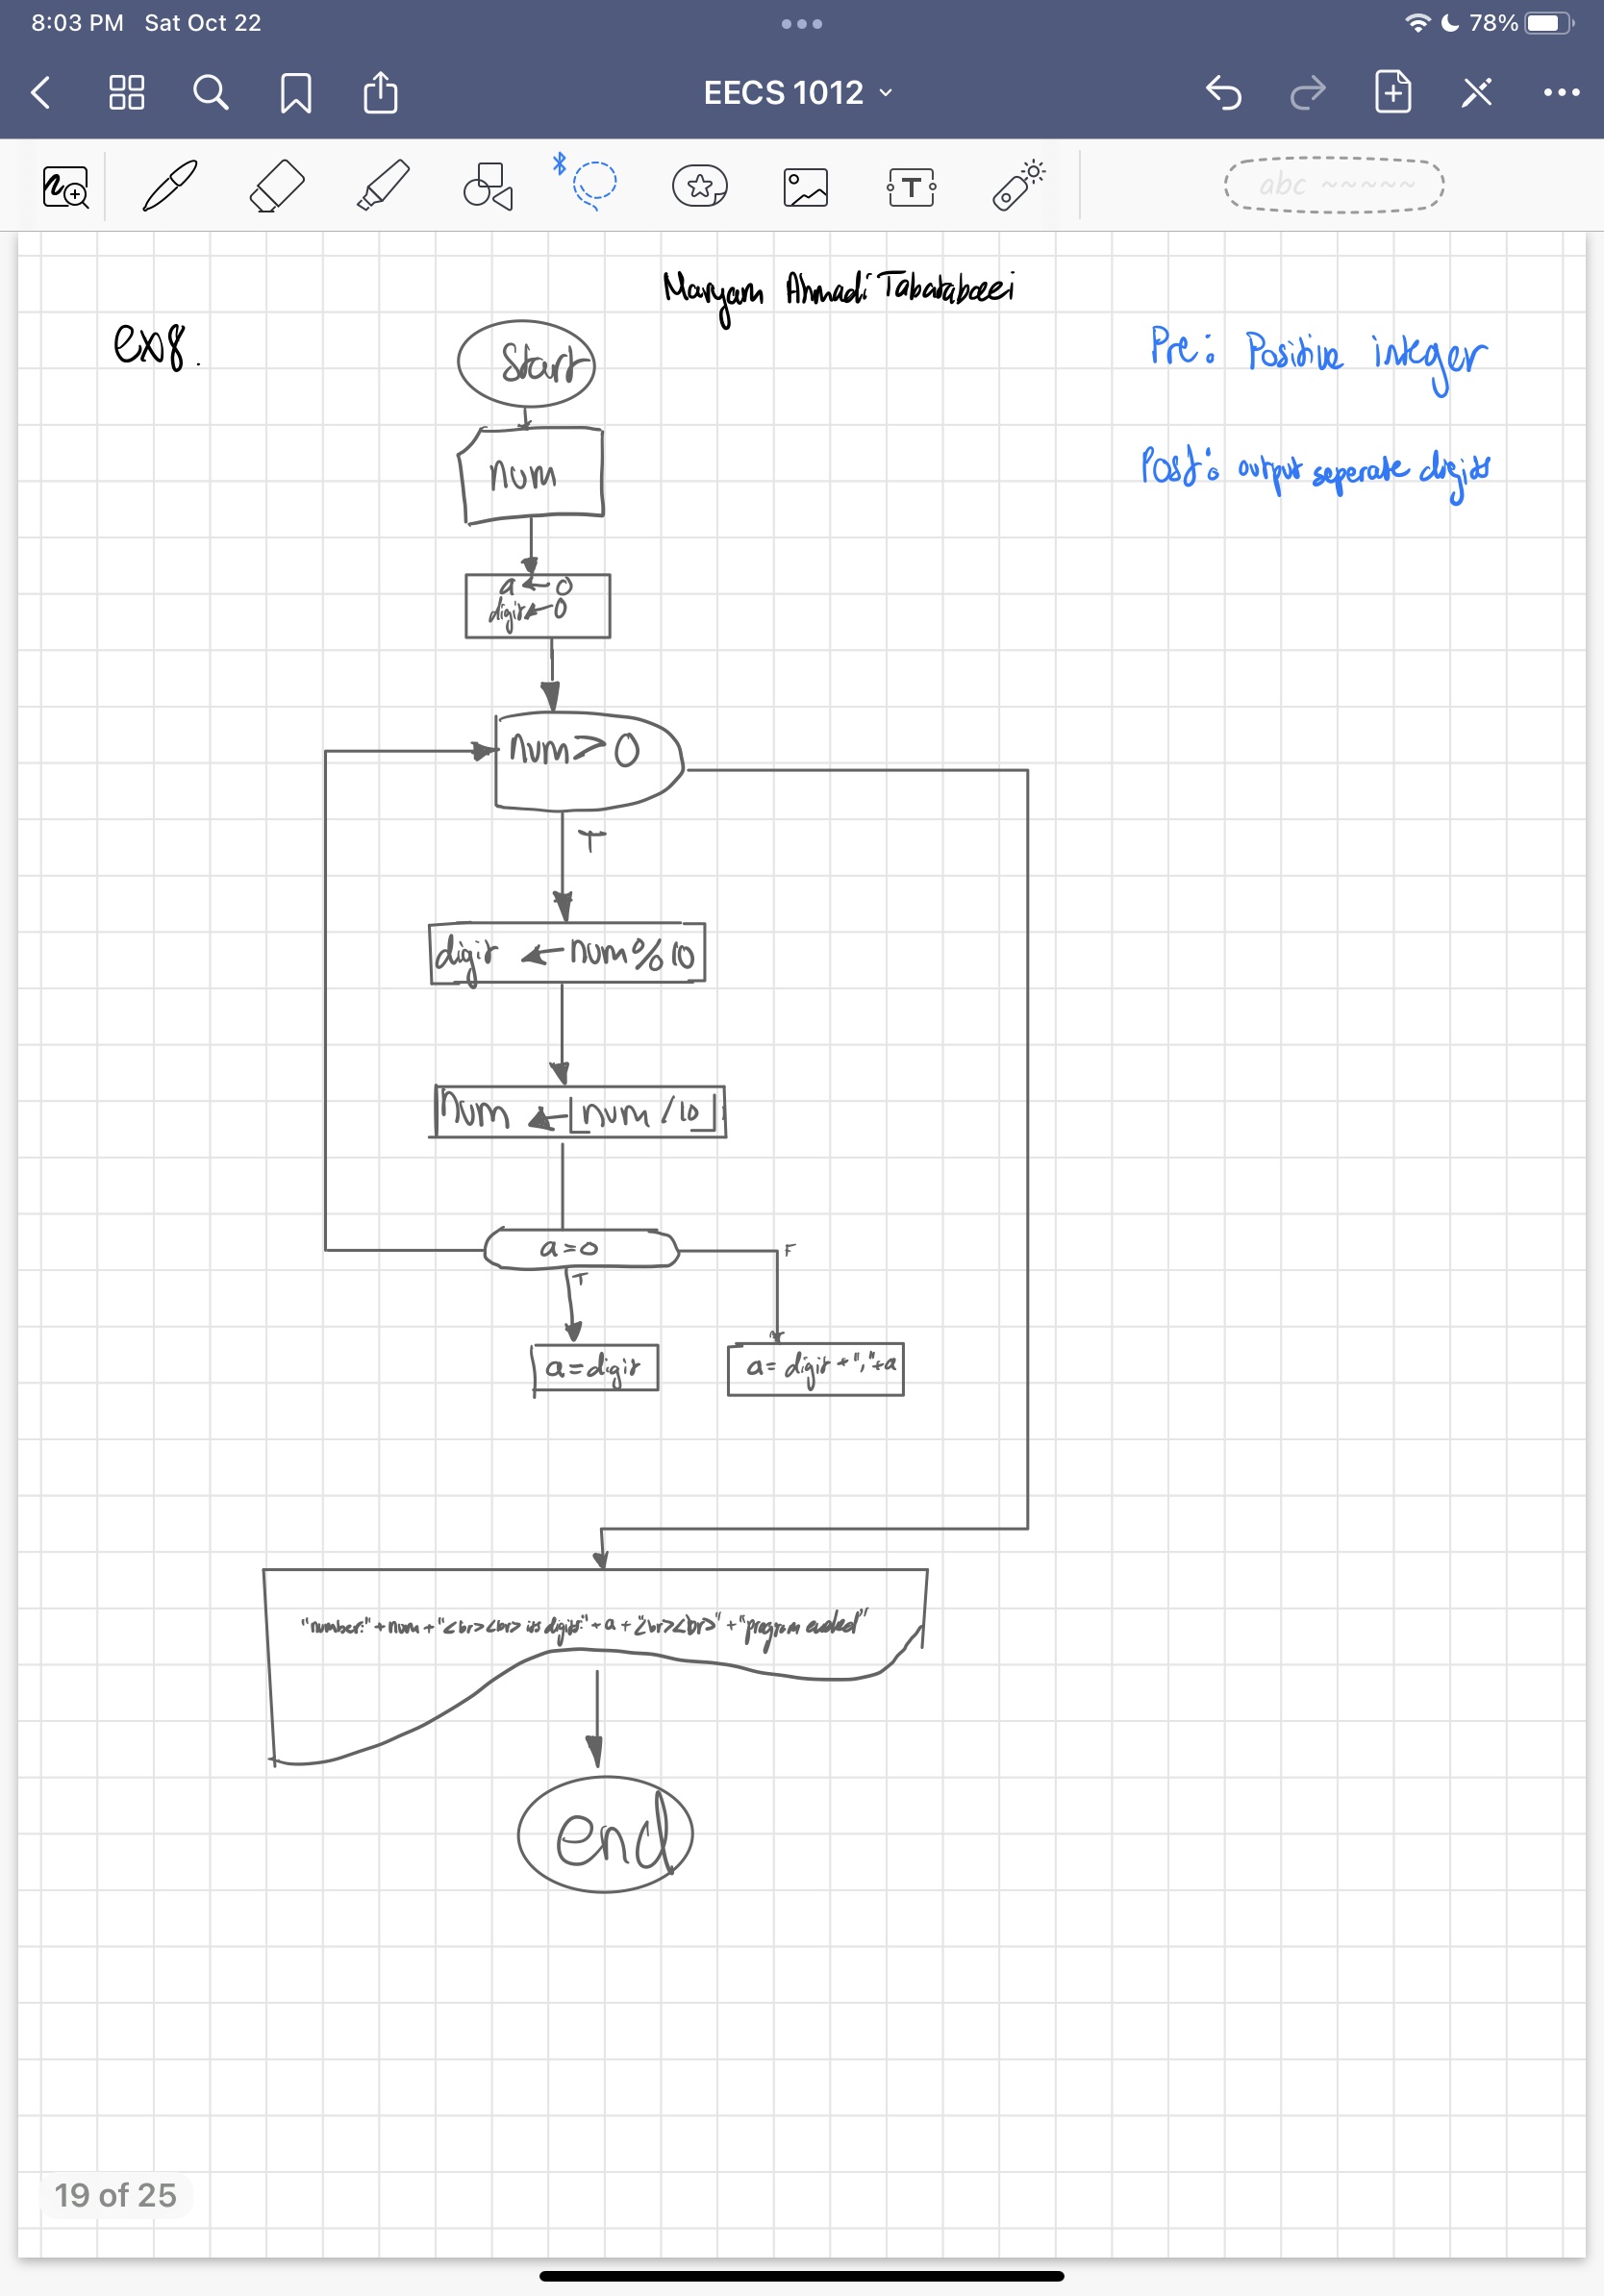 8:03 PM Sat Oct 22
78%
EECS 1012
T
abc
Maryam Ahmadi Tabatabaei
ex8.
Pre: Positive integer
Post: output seperate digits
Start
num
a ← 0
digit ← 0
num > 0
T
digit ← num % 10
num ← ⌊num / 10⌋
a = 0
F
T
a = digit
a = digit + "," + a
"number:" + num + "<br><br> its digits:" + a + "<br><br>" + "program ended"
end
19 of 25